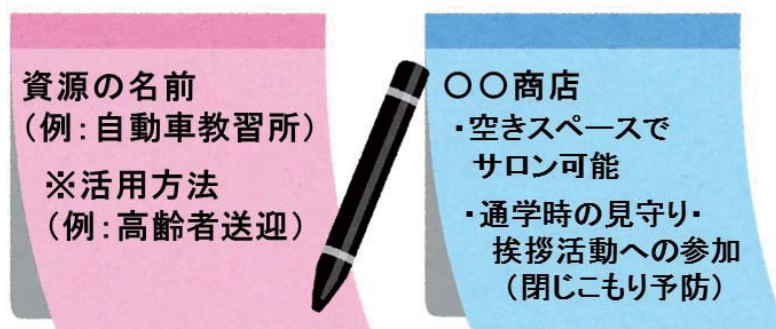 資源の名前
（例：自動車教習所）
※活用方法
（例：高齢者送迎）
〇〇商店
・空きスペースで
サロン可能
・通学時の見守り・
挨拶活動への参加
（閉じこもり予防）